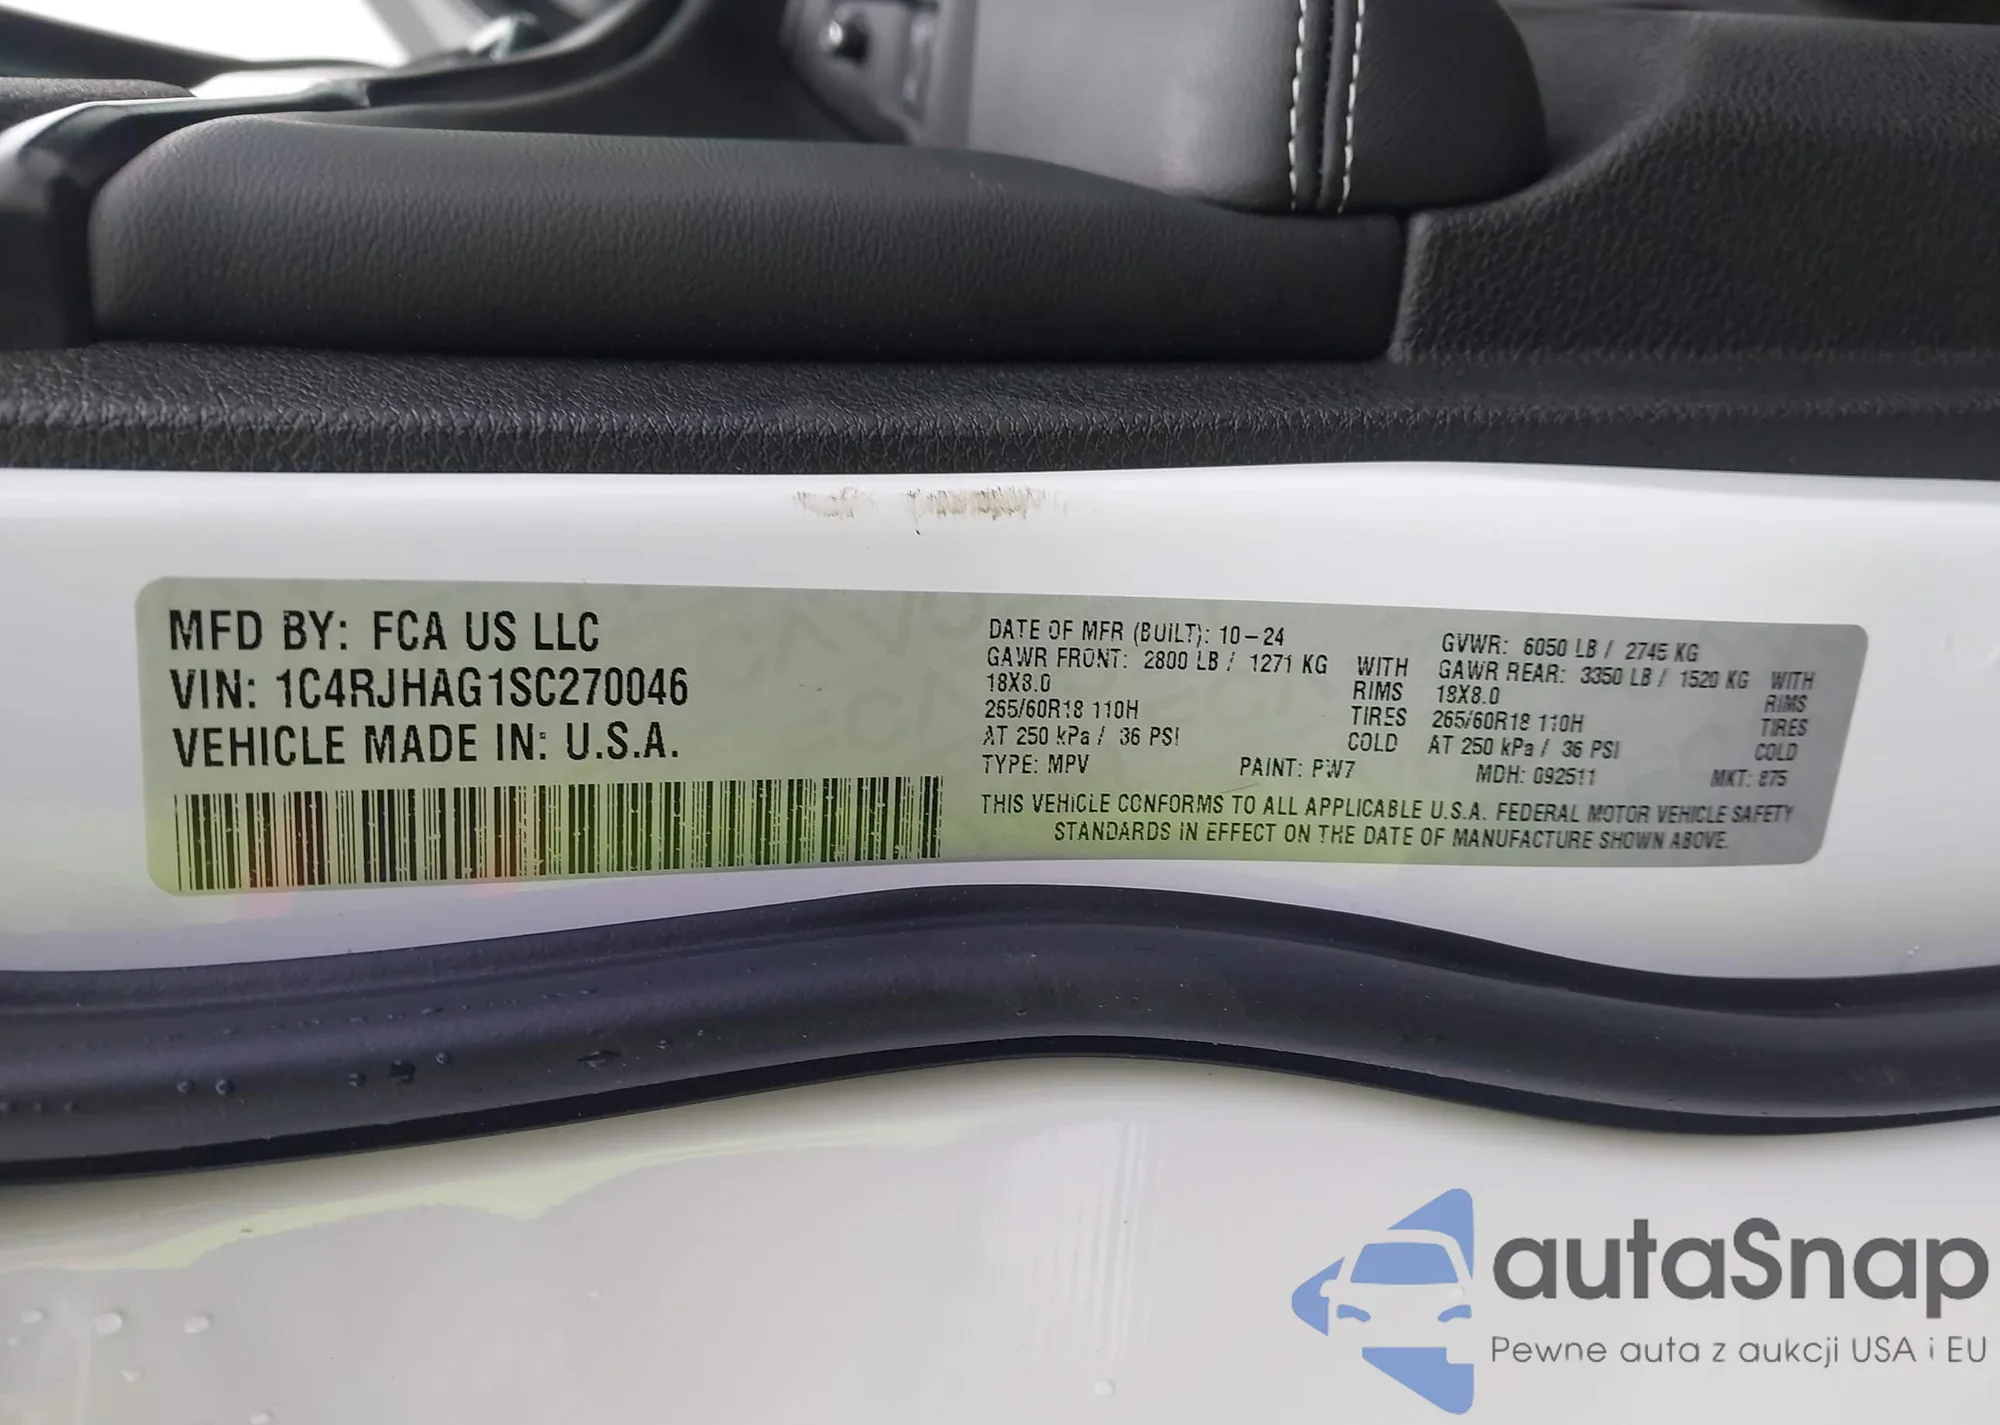 MFD BY: FCA US LLC
VIN: 1C4RJHAG1SC270046
VEHICLE MADE IN: U.S.A.
DATE OF MFR (BUILT): 10-24 GVWR: 6050 LB / 2745 KG
GAWR FRONT: 2800 LB / 1271 KG WITH GAWR REAR: 3350 LB / 1520 KG WITH
18X8.0 RIMS 18X8.0 RIMS
265/60R18 110H TIRES 265/60R18 110H TIRES
AT 250 kPa / 36 PSI COLD AT 250 kPa / 36 PSI COLD
TYPE: MPV PAINT: PW7 MDH: 092511 MKT: 875
THIS VEHICLE CONFORMS TO ALL APPLICABLE U.S.A. FEDERAL MOTOR VEHICLE SAFETY
STANDARDS IN EFFECT ON THE DATE OF MANUFACTURE SHOWN ABOVE.
autaSnap
Pewne auta z aukcji USA i EU